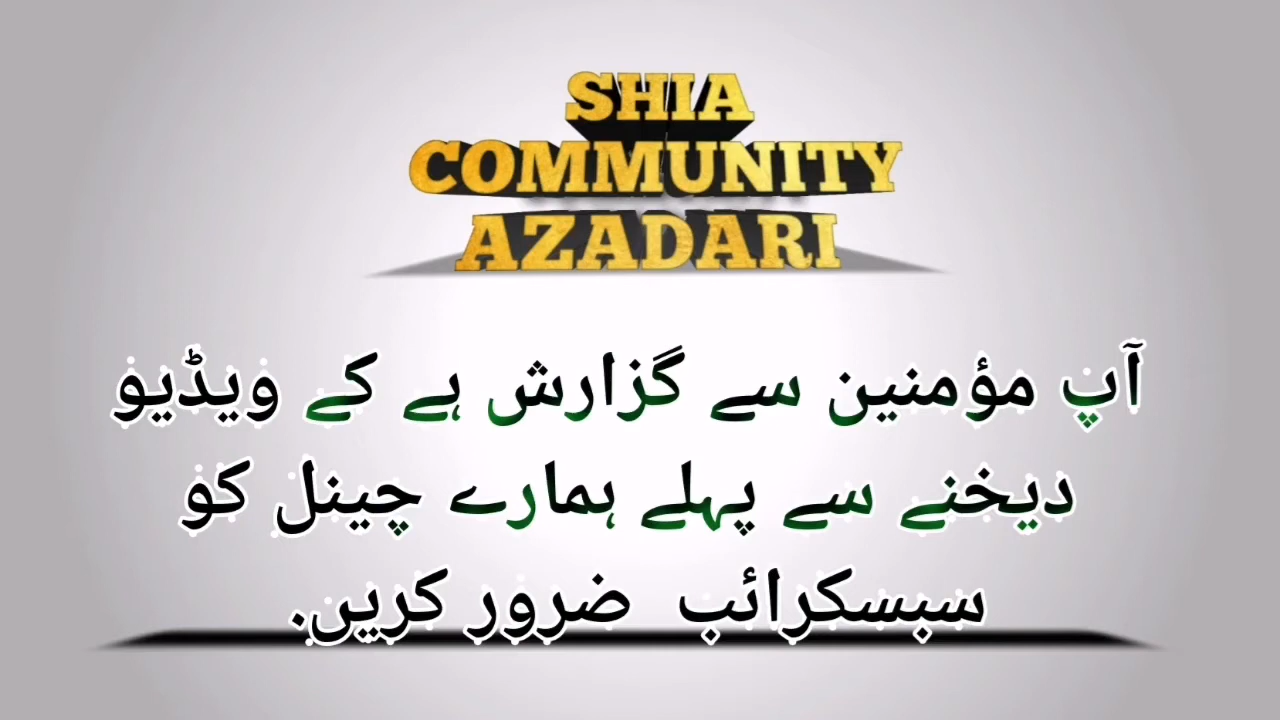 SHIA
COMMUNITY
AZADARI
آپ مؤمنین سے گزارش ہے کے ویڈیو
دیخنے سے پہلے ہمارے چینل کو
سبسکرائب ضرور کریں.